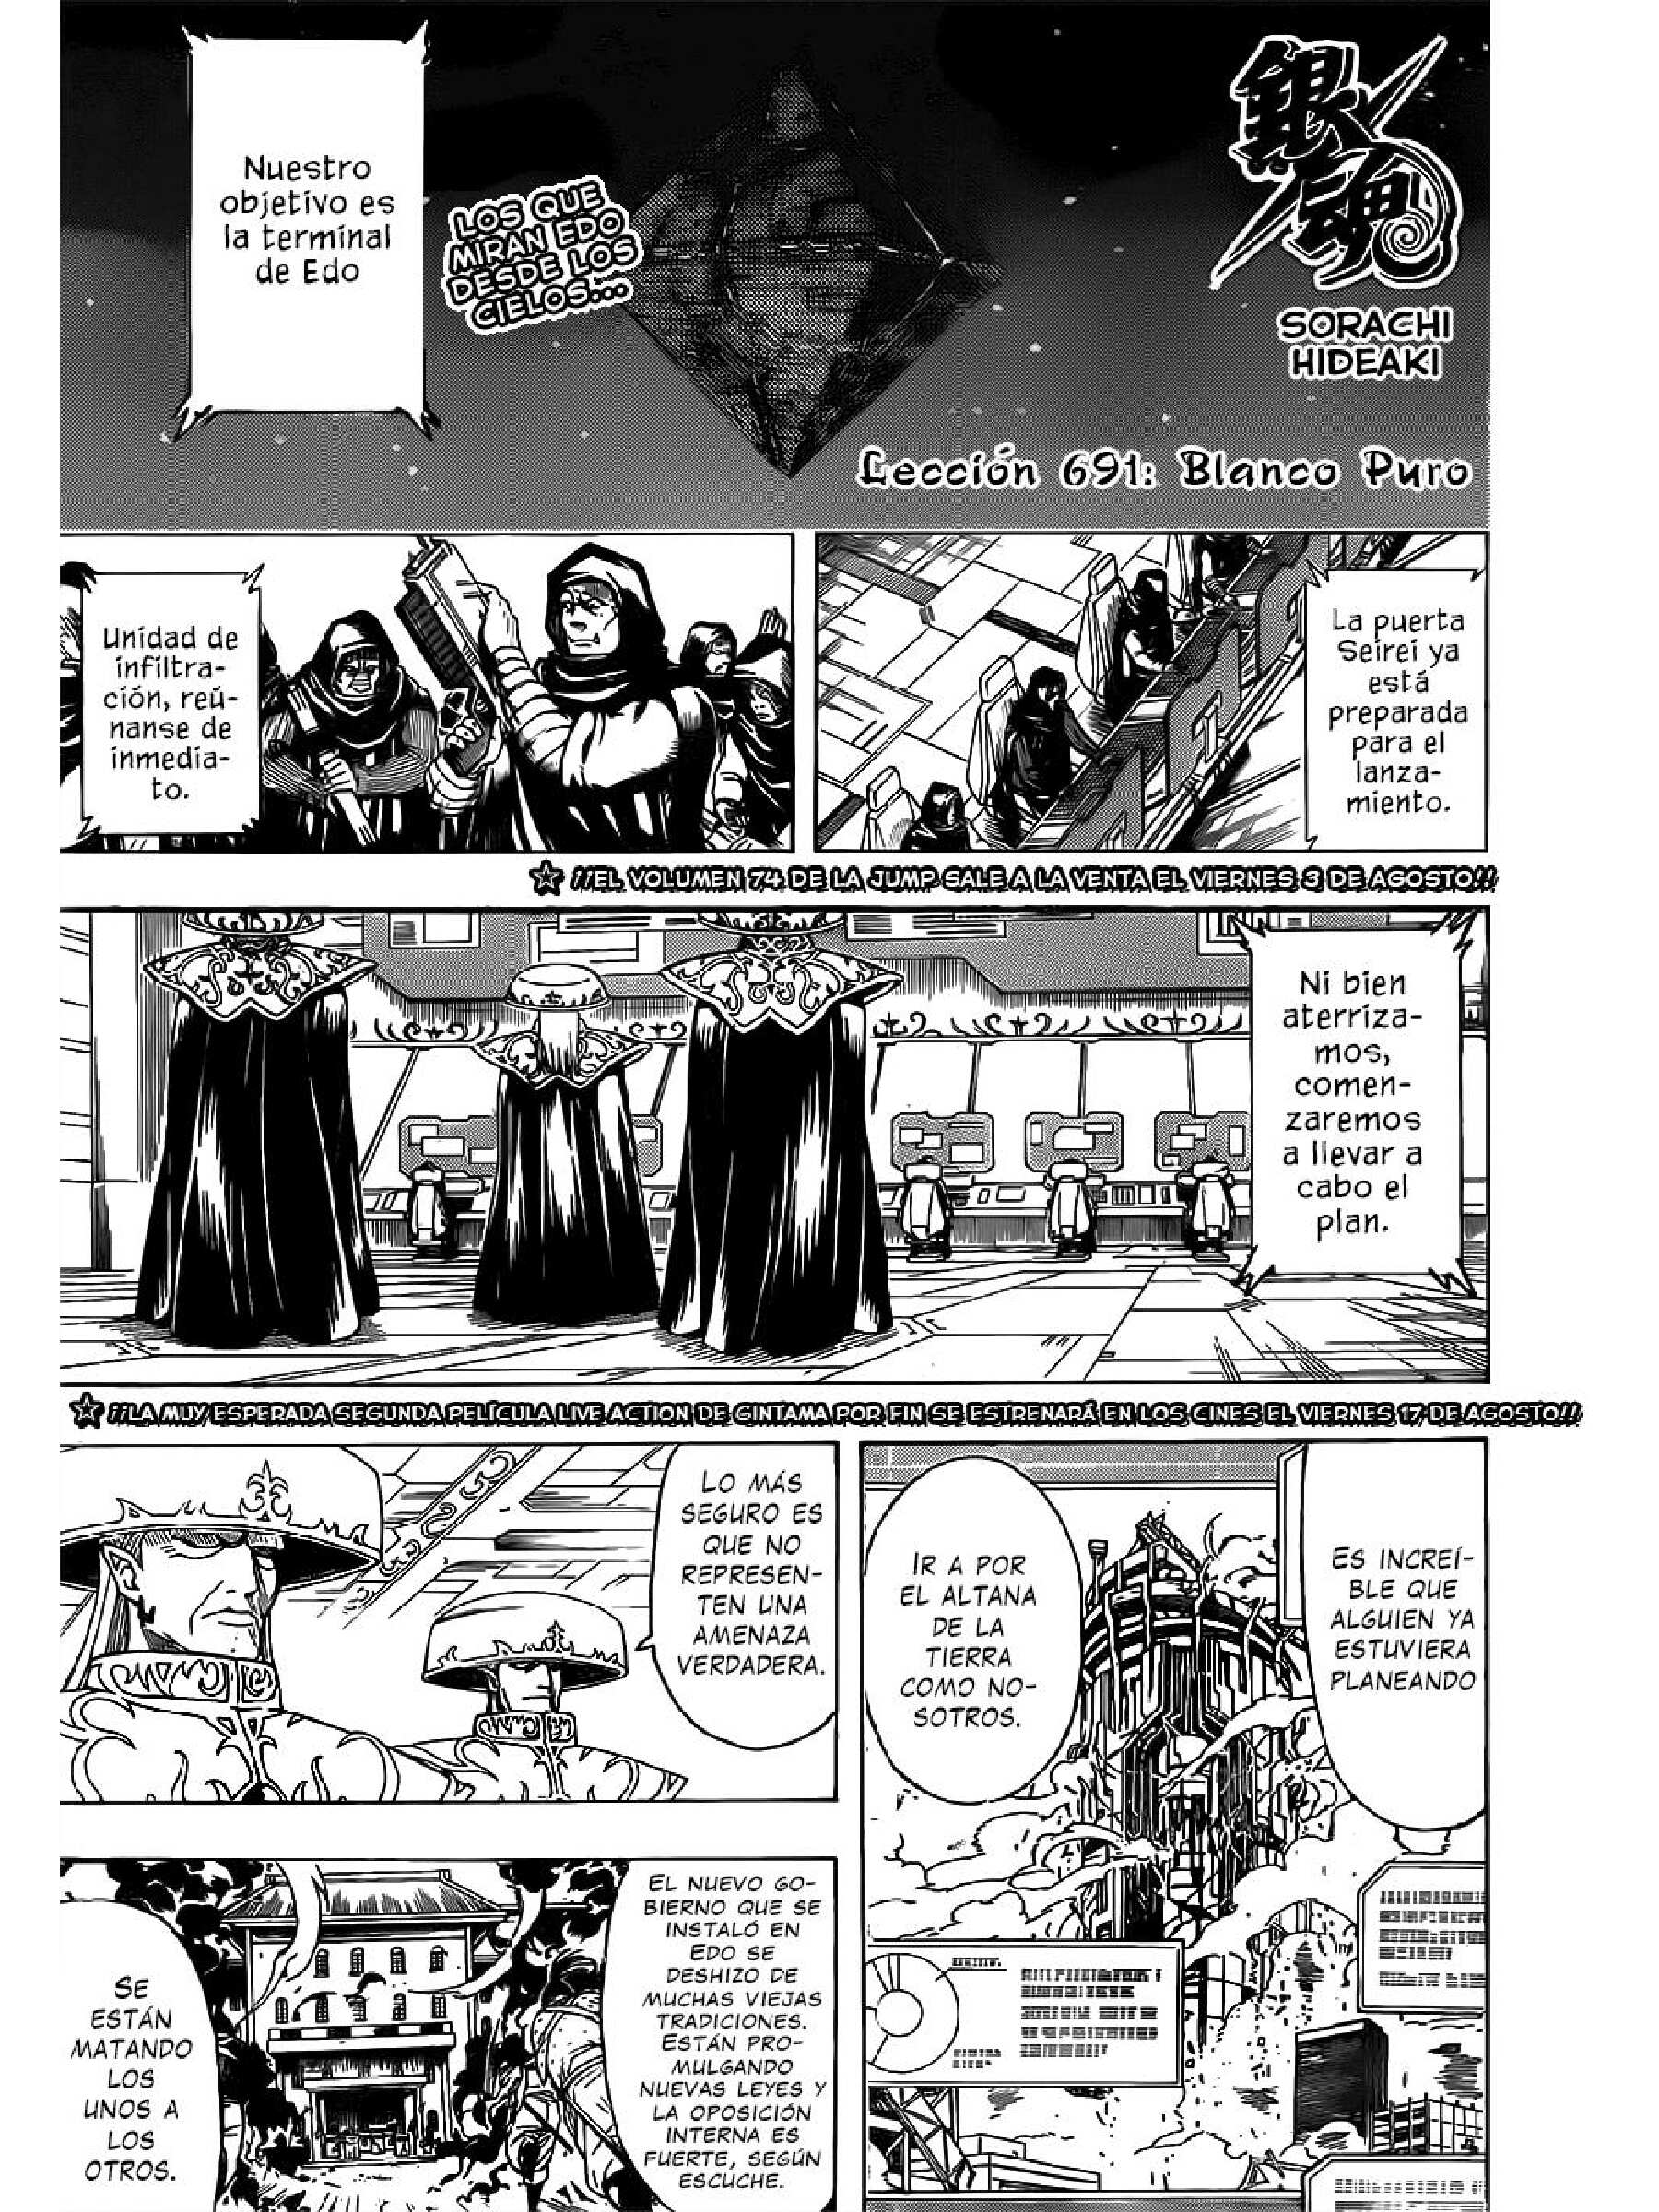 銀魂
SORACHI
HIDEAKI
LOS QUE
MIRAN EDO
DESDE LOS
CIELOS...
Nuestro
objetivo es
la terminal
de Edo
Lección 691: Blanco Puro
La puerta
Seirei ya
está
preparada
para el
lanza-
miento.
Unidad de
infiltra-
ción, reú-
nanse de
inmedia-
to.
¡¡EL VOLUMEN 74 DE LA JUMP SALE A LA VENTA EL VIERNES 3 DE AGOSTO!!
Ni bien
aterriza-
mos,
comen-
zaremos
a llevar a
cabo el
plan.
¡¡LA MUY ESPERADA SEGUNDA PELÍCULA LIVE ACTION DE GINTAMA POR FIN SE ESTRENARÁ EN LOS CINES EL VIERNES 17 DE AGOSTO!!
ES INCREÍ-
BLE QUE
ALGUIEN YA
ESTUVIERA
PLANEANDO
IR A POR
EL ALTANA
DE LA
TIERRA
COMO NO-
SOTROS.
LO MÁS
SEGURO ES
QUE NO
REPRESEN-
TEN UNA
AMENAZA
VERDADERA.
EL NUEVO GO-
BIERNO QUE SE
INSTALÓ EN
EDO SE
DESHIZO DE
MUCHAS VIEJAS
TRADICIONES.
ESTÁN PRO-
MULGANDO
NUEVAS LEYES Y
LA OPOSICIÓN
INTERNA ES
FUERTE, SEGÚN
ESCUCHE.
SE
ESTÁN
MATANDO
LOS
UNOS A
LOS
OTROS.